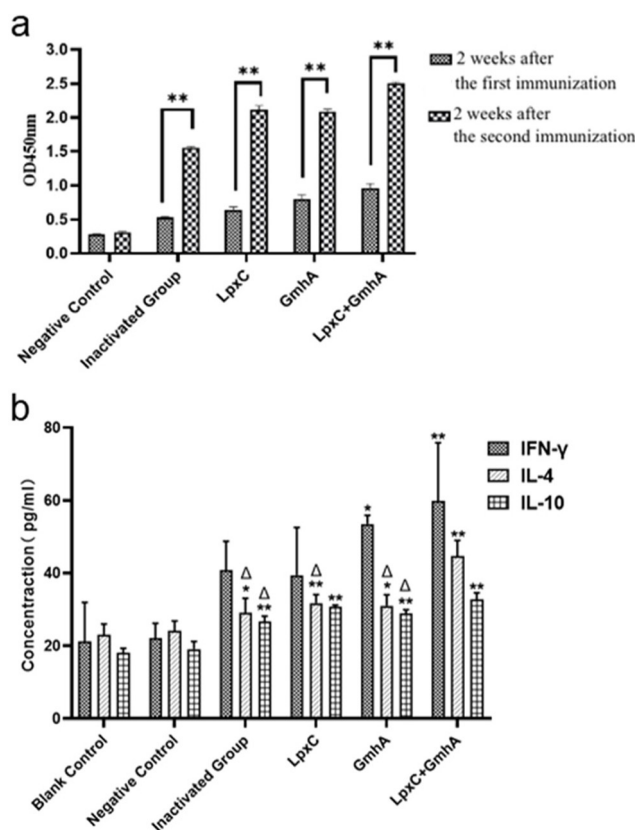 a
3.0
2.5
2.0
1.5
1.0
0.5
0.0
OD450nm
**
**
**
**
2 weeks after
the first immunization
2 weeks after
the second immunization
Negative Control
Inactivated Group
LpxC
GmhA
LpxC+GmhA
b
80
60
40
20
0
Concentration ( pg/ml)
Δ
*
Δ
**
Δ
**
**
*
Δ
*
Δ
**
**
**
**
IFN-γ
IL-4
IL-10
Blank Control
Negative Control
Inactivated Group
LpxC
GmhA
LpxC+GmhA